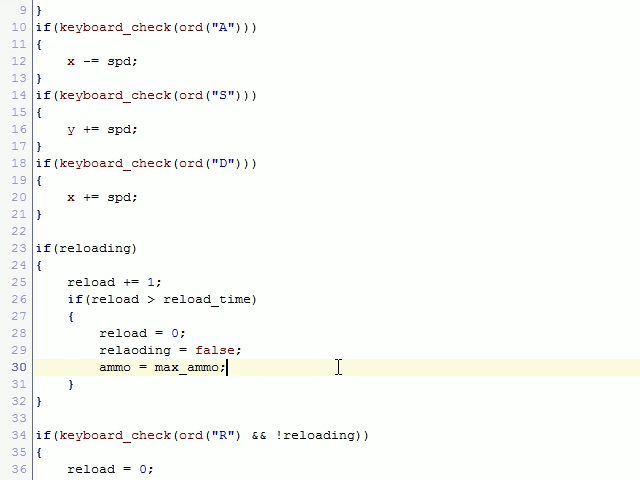 9 }
10 if(keyboard_check(ord("A")))
11 {
12 x -= spd;
13 }
14 if(keyboard_check(ord("S")))
15 {
16 y += spd;
17 }
18 if(keyboard_check(ord("D")))
19 {
20 x += spd;
21 }
22
23 if(reloading)
24 {
25 reload += 1;
26 if(reload > reload_time)
27 {
28 reload = 0;
29 relaoding = false;
30 ammo = max_ammo;
31 }
32 }
33
34 if(keyboard_check(ord("R") && !reloading))
35 {
36 reload = 0;